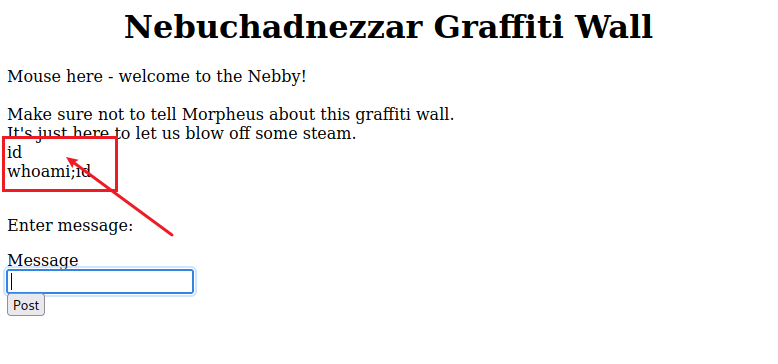 Nebuchadnezzar Graffiti Wall
Mouse here - welcome to the Nebby!
Make sure not to tell Morpheus about this graffiti wall.
It's just here to let us blow off some steam.
id
whoami;id
Enter message:
Message
Post